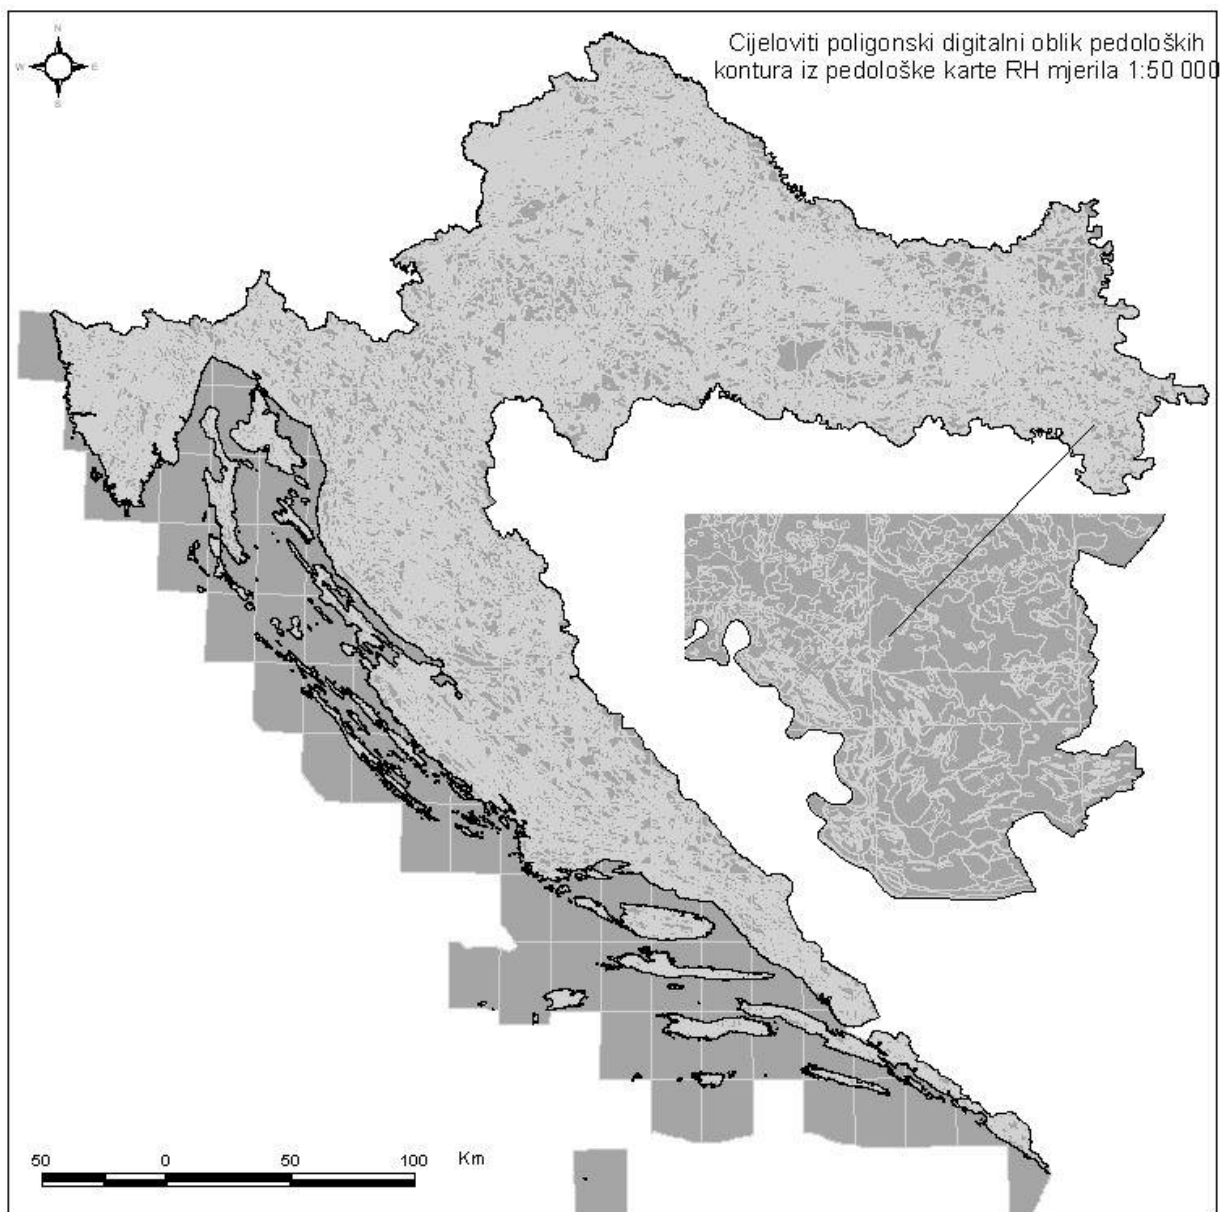 N
W E
S
Cijeloviti poligonski digitalni oblik pedoloških
kontura iz pedološke karte RH mjerila 1:50 000
50 0 50 100 Km